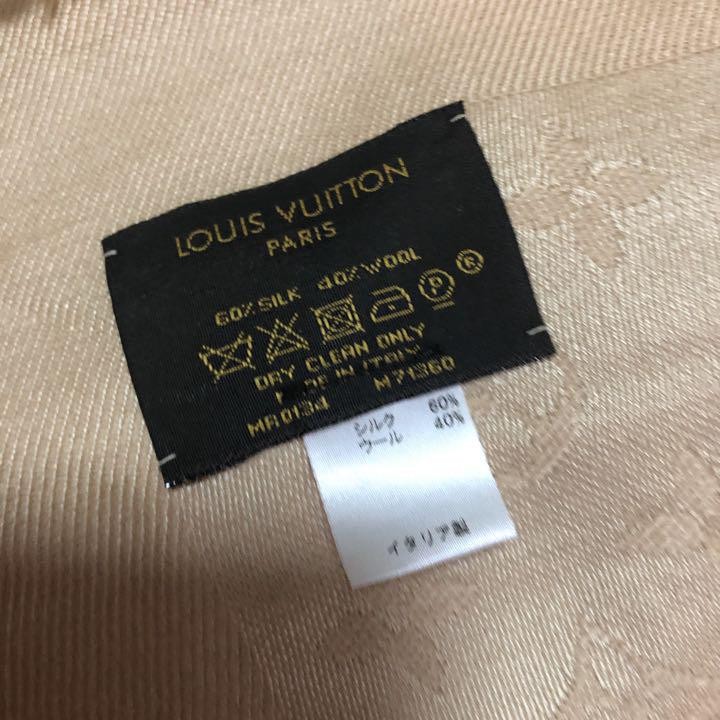 LOUIS VUITTON
PARIS
60% SILK 40% WOOL
P ®
DRY CLEAN ONLY
MADE IN ITALY
MA0134 M71360
シルク 60%
ウール 40%
イタリア製